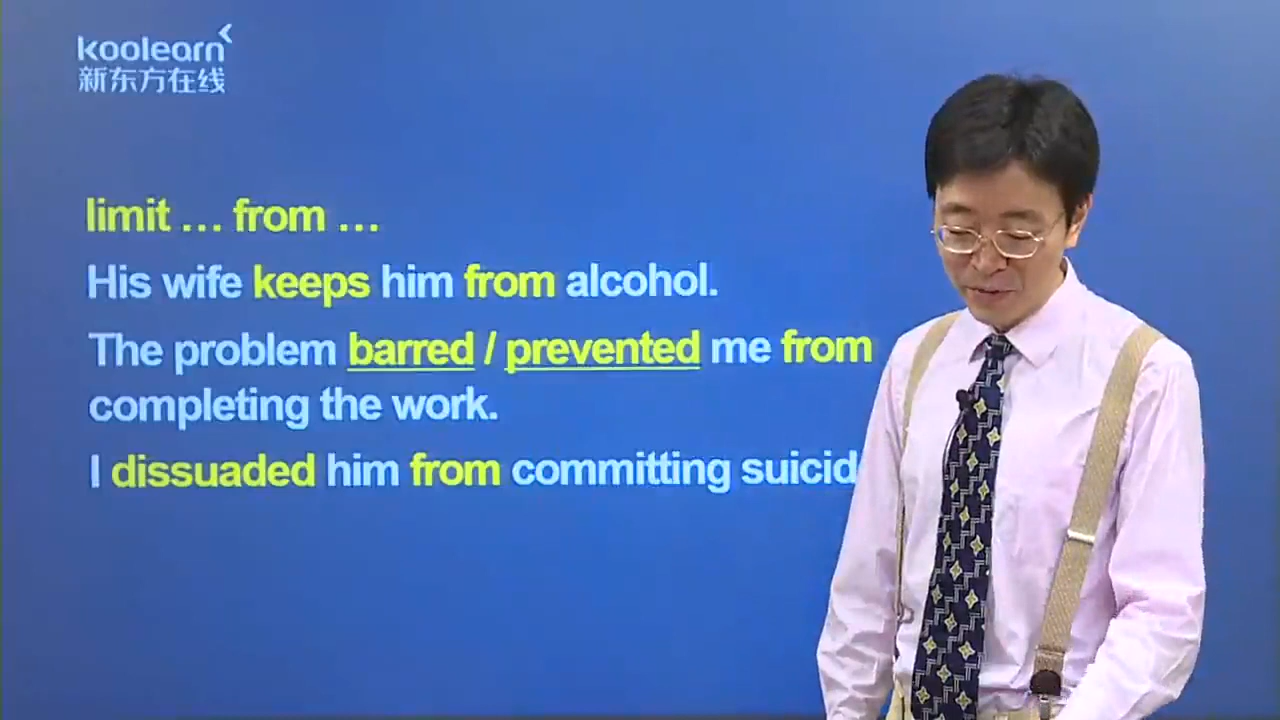 koolearn
新东方在线
limit … from …
His wife keeps him from alcohol.
The problem barred / prevented me from
completing the work.
I dissuaded him from committing suicid